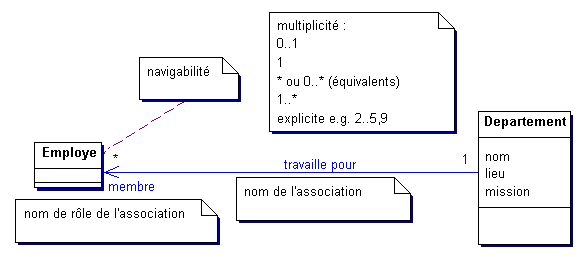 multiplicité :
0..1
1
* ou 0..* (équivalents)
1..*
explicite e.g. 2..5,9
navigabilité
Departement
nom
lieu
mission
Employe
*
travaille pour
1
membre
nom de l'association
nom de rôle de l'association